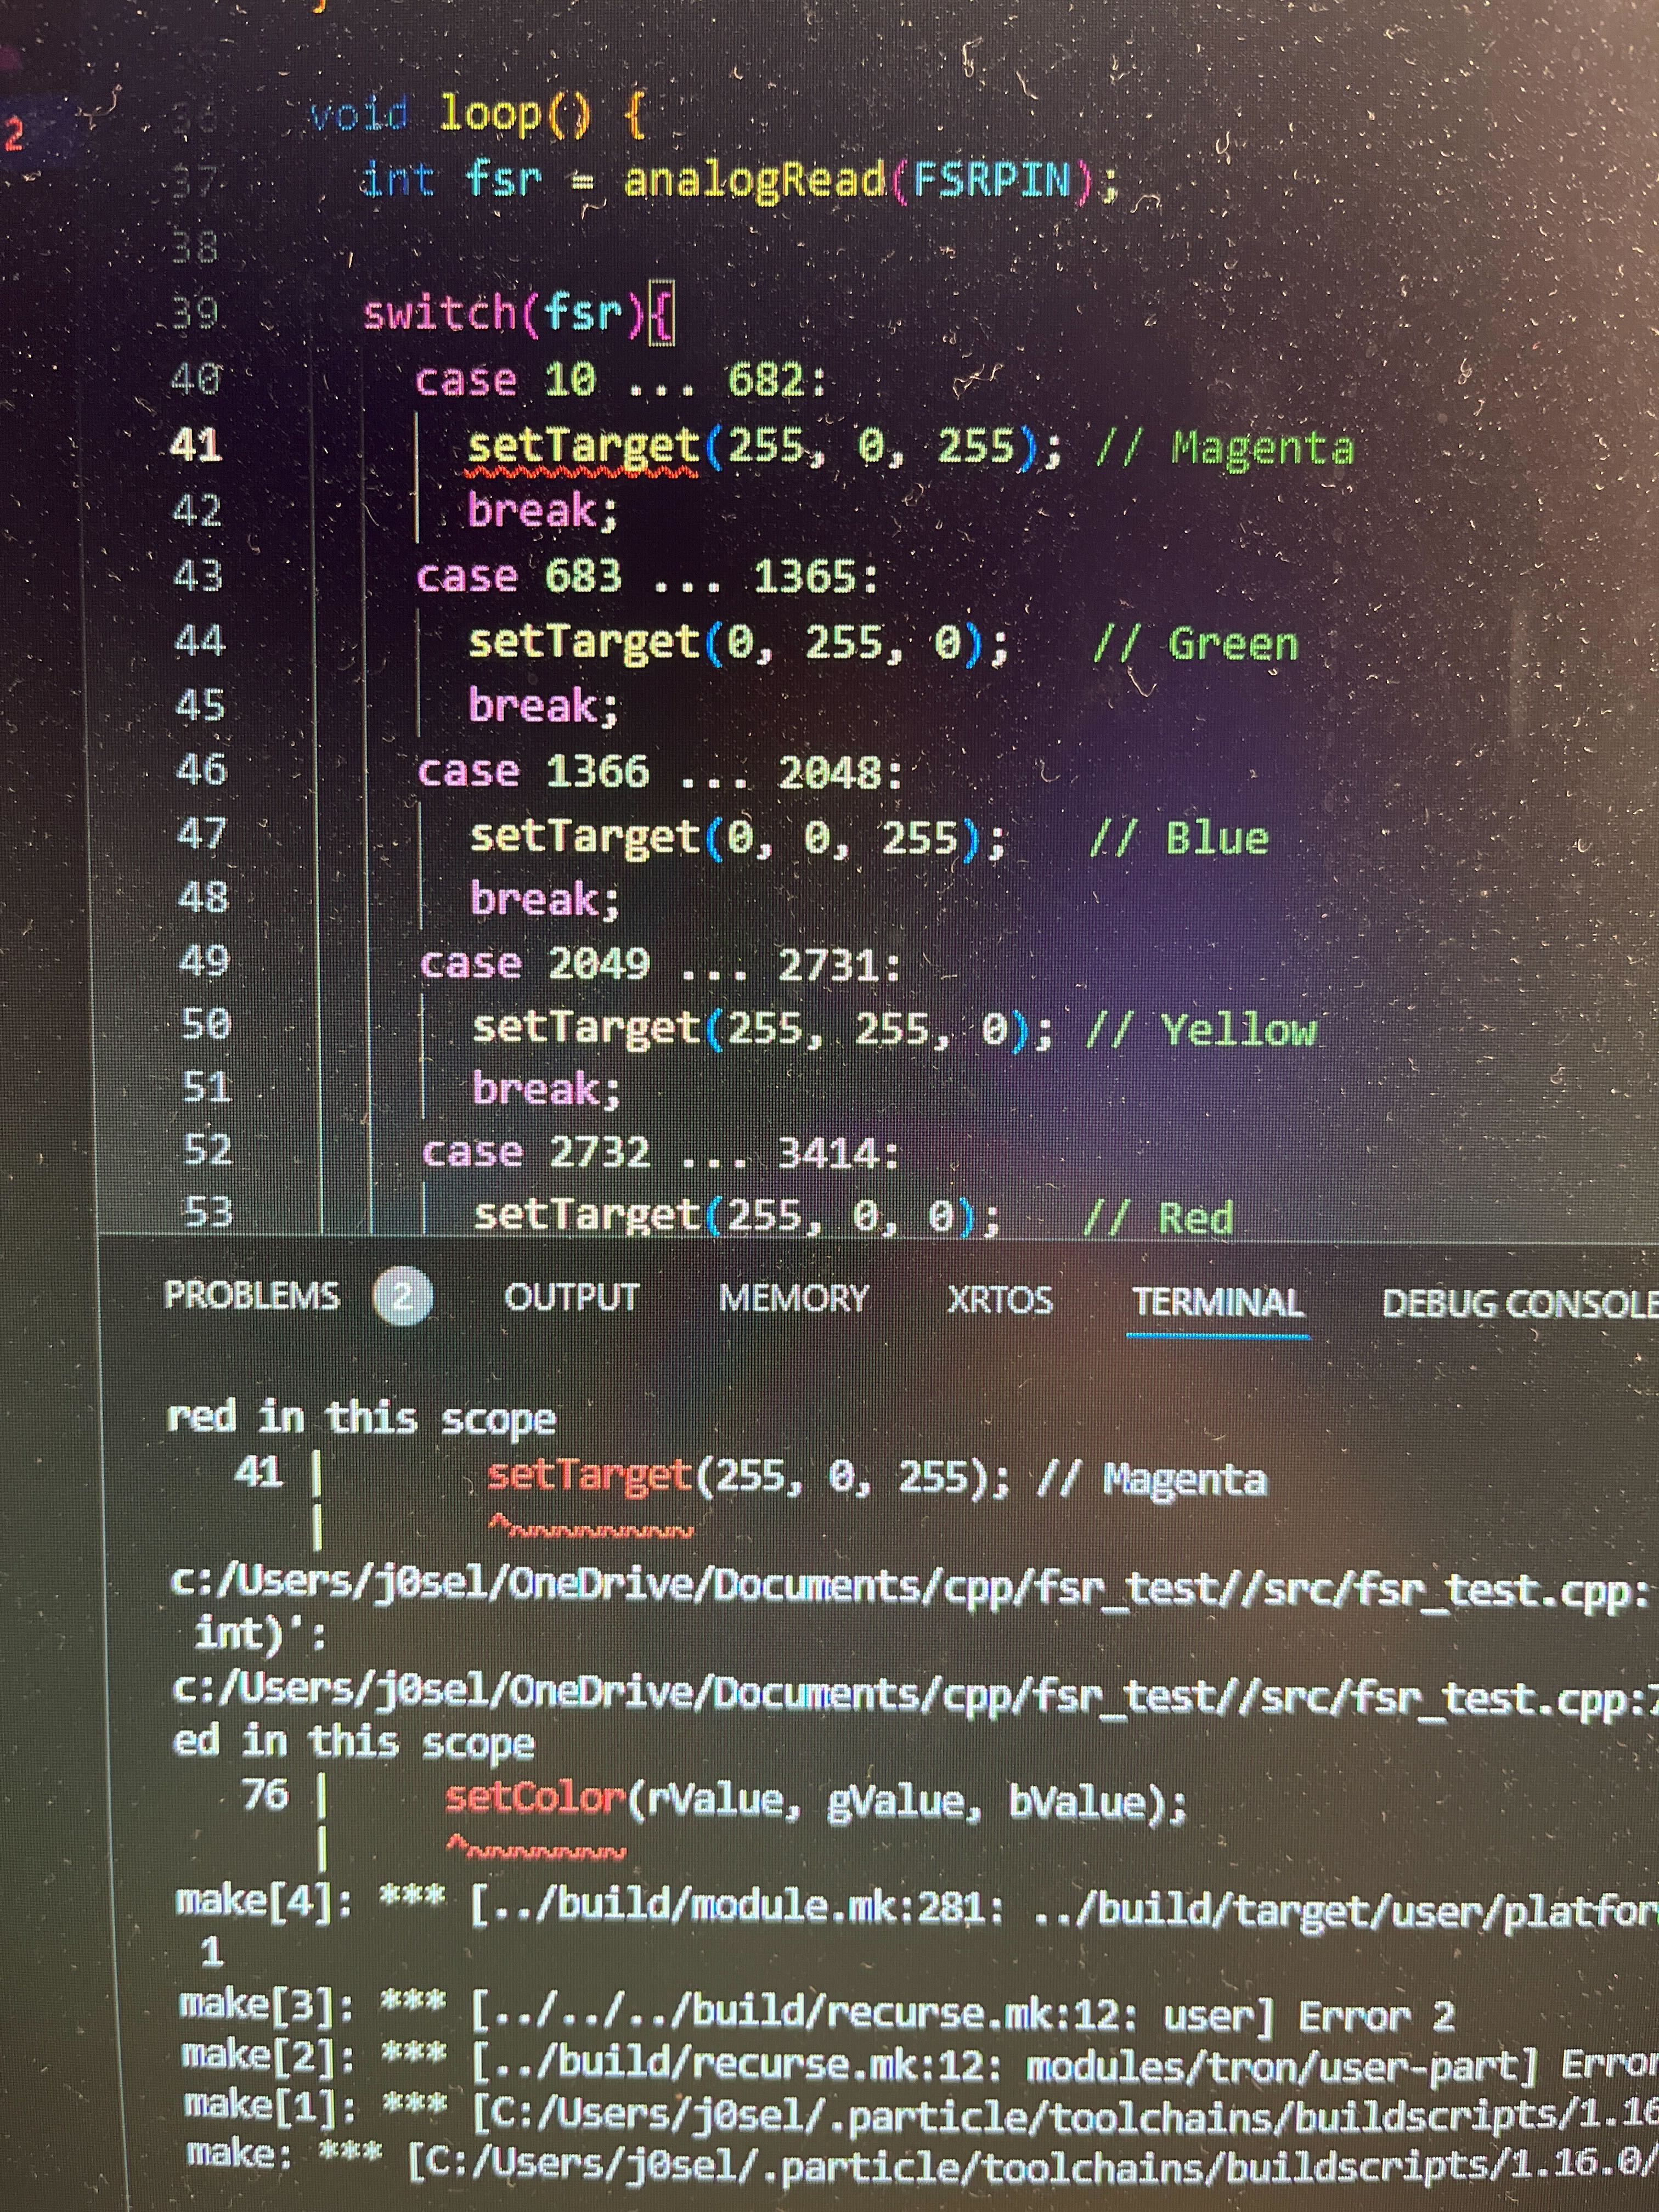 2
36 void loop() {
37 int fsr = analogRead(FSRPIN);
38
39 switch(fsr){
40 case 10 ... 682:
41 setTarget(255, 0, 255); // Magenta
42 break;
43 case 683 ... 1365:
44 setTarget(0, 255, 0); // Green
45 break;
46 case 1366 ... 2048:
47 setTarget(0, 0, 255); // Blue
48 break;
49 case 2049 ... 2731:
50 setTarget(255, 255, 0); // Yellow
51 break;
52 case 2732 ... 3414:
53 setTarget(255, 0, 0); // Red
PROBLEMS 2 OUTPUT MEMORY XRTOS TERMINAL DEBUG CONSOLE
red in this scope
41 | setTarget(255, 0, 255); // Magenta
| ^~~~~~~~~
c:/Users/j0sel/OneDrive/Documents/cpp/fsr_test//src/fsr_test.cpp:
int)':
c:/Users/j0sel/OneDrive/Documents/cpp/fsr_test//src/fsr_test.cpp:7
ed in this scope
76 | setColor(rValue, gValue, bValue);
| ^~~~~~~~
make[4]: *** [../build/module.mk:281: ../build/target/user/platfor
1
make[3]: *** [../../../build/recurse.mk:12: user] Error 2
make[2]: *** [../build/recurse.mk:12: modules/tron/user-part] Error
make[1]: *** [C:/Users/j0sel/.particle/toolchains/buildscripts/1.16
make: *** [C:/Users/j0sel/.particle/toolchains/buildscripts/1.16.0/